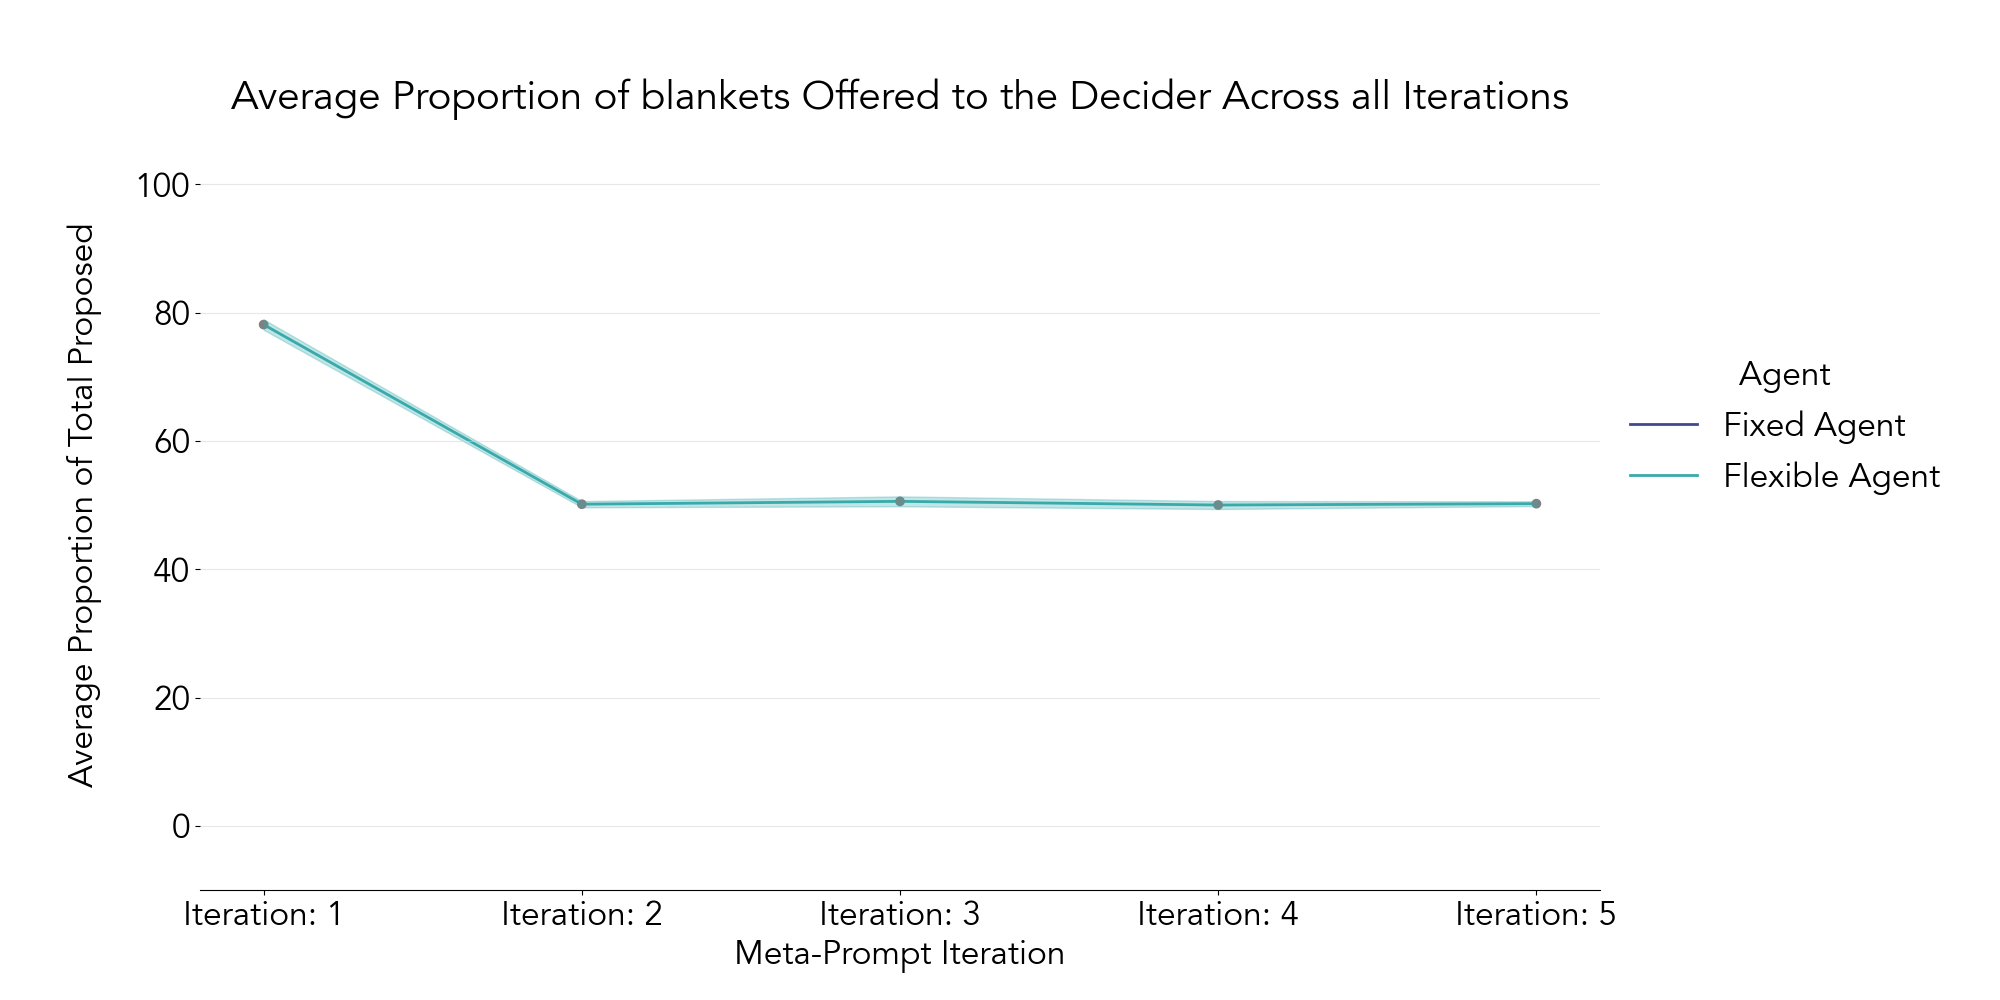 Average Proportion of blankets Offered to the Decider Across all Iterations
Average Proportion of Total Proposed
100
80
60
40
20
0
Iteration: 1
Iteration: 2
Iteration: 3
Iteration: 4
Iteration: 5
Meta-Prompt Iteration
Agent
Fixed Agent
Flexible Agent